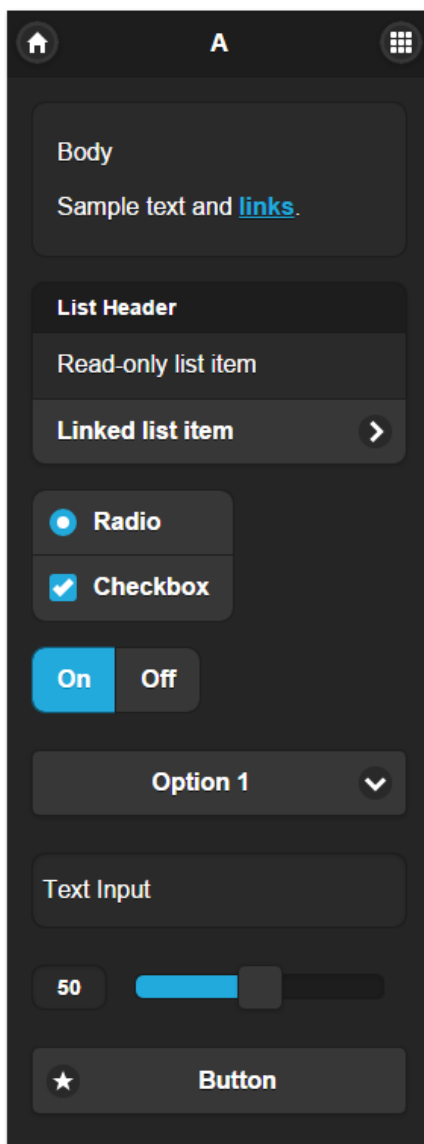 A
Body
Sample text and links.
List Header
Read-only list item
Linked list item
Radio
Checkbox
On Off
Option 1
Text Input
50
Button